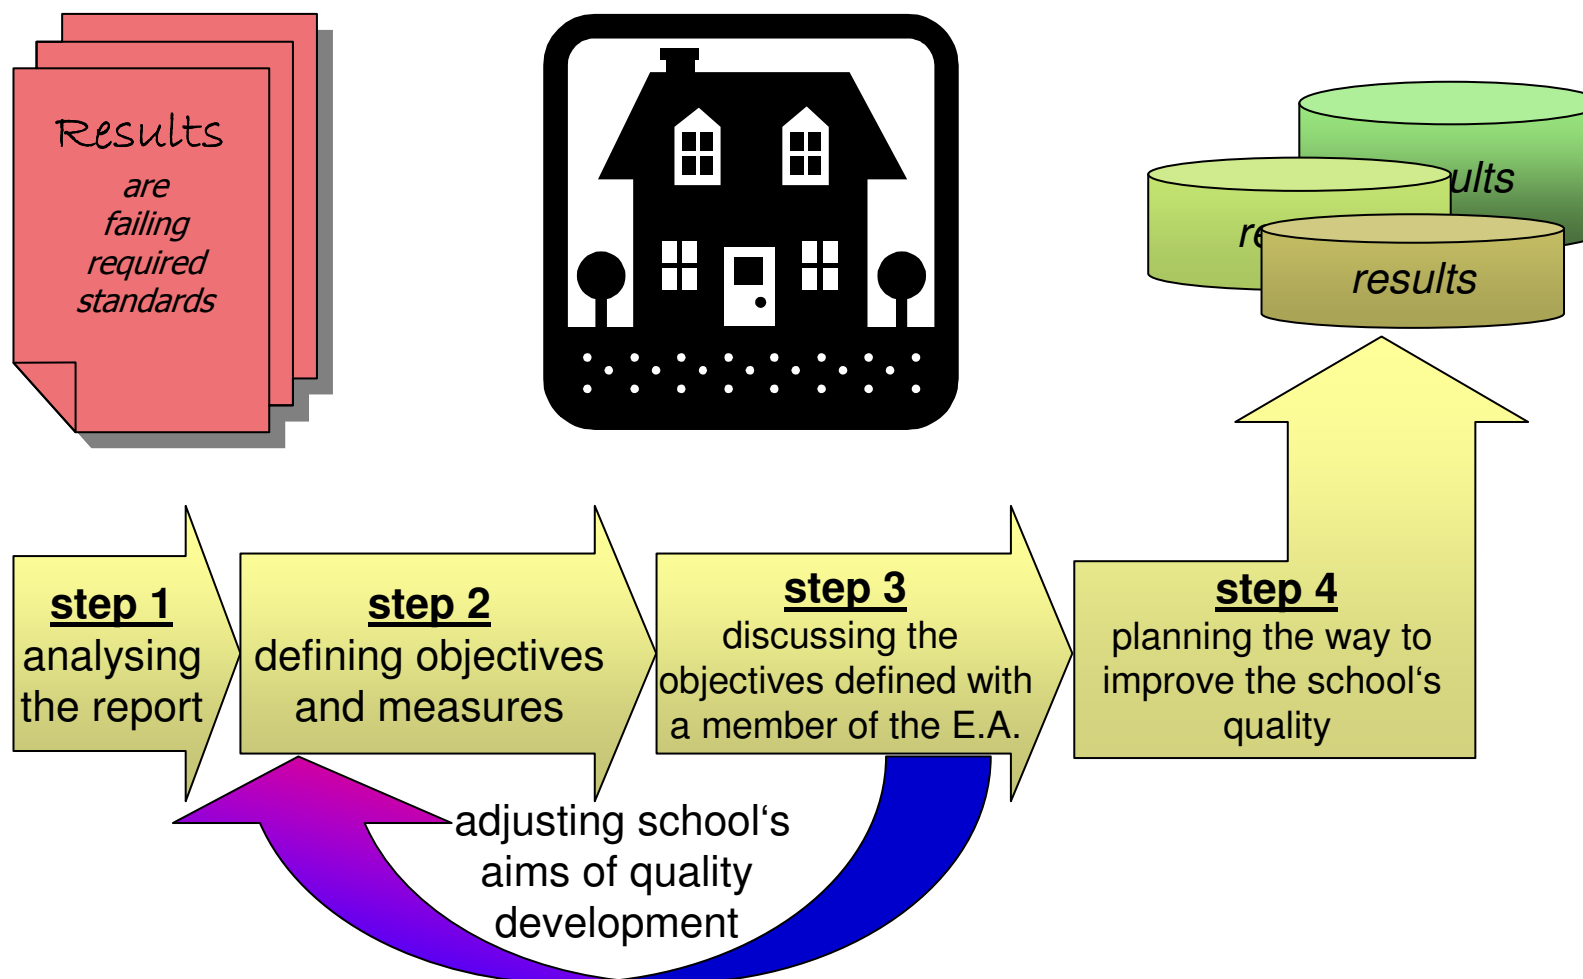 Results
are
failing
required
standards
ults
re
results
step 1
analysing
the report
step 2
defining objectives
and measures
step 3
discussing the
objectives defined with
a member of the E.A.
step 4
planning the way to
improve the school‘s
quality
adjusting school‘s
aims of quality
development